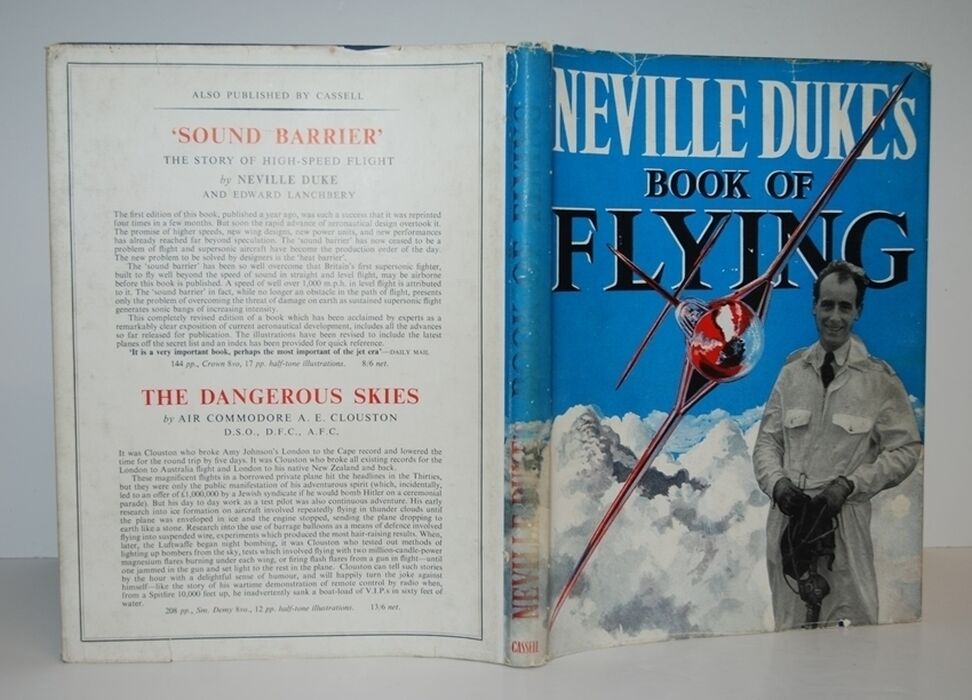 ALSO PUBLISHED BY CASSELL
'SOUND BARRIER'
THE STORY OF HIGH-SPEED FLIGHT
by NEVILLE DUKE
AND EDWARD LANCHBERY
The first edition of this book, published a year ago, was such a success that it was reprinted
four times in a few months. But soon the rapid advance of aeronautical design overtook it.
The promise of higher speeds, new wing designs, new power units, and new performances
has already reached far beyond speculation. The 'sound barrier' has now ceased to be a
problem of flight and supersonic aircraft have become the production order of the day.
The new problem to be solved by designers is the 'heat barrier'.
The 'sound barrier' has been so well overcome that Britain's first supersonic fighter,
built to fly well beyond the speed of sound in straight and level flight, may be airborne
before this book is published. A speed of well over 1,000 m.p.h. in level flight is attributed
to it. The 'sound barrier' in fact, while no longer an obstacle in the path of flight, presents
only the problem of overcoming the threat of damage on earth as sustained supersonic flight
generates sonic bangs of increasing intensity.
This completely revised edition of a book which has been acclaimed by experts as a
remarkably clear exposition of current aeronautical development, includes all the advances
so far released for publication. The illustrations have been revised to include the latest
planes off the secret list and an index has been provided for quick reference.
'It is a very important book, perhaps the most important of the jet era'—DAILY MAIL
144 pp., Crown 8vo, 17 pp. half-tone illustrations. 8/6 net.
THE DANGEROUS SKIES
by AIR COMMODORE A. E. CLOUSTON
D.S.O., D.F.C., A.F.C.
It was Clouston who broke Amy Johnson's London to the Cape record and lowered the
time for the round trip by five days. It was Clouston who broke all existing records for the
London to Australia flight and London to his native New Zealand and back.
These magnificent flights in a borrowed private plane hit the headlines in the Thirties,
but they were only the public manifestation of his adventurous spirit (which, incidentally,
led to an offer of £1,000,000 by a Jewish syndicate if he would bomb Hitler on a ceremonial
parade). But his day to day work as a test pilot was also continuous adventure. His early
research into ice formation on aircraft involved repeatedly flying in thunder clouds until
the plane was enveloped in ice and the engine stopped, sending the plane dropping to
earth like a stone. Research into the use of barrage balloons as a means of defence involved
flying into suspended wire, experiments which produced the most hair-raising results. When,
later, the Luftwaffe began night bombing, it was Clouston who tested out methods of
lighting up bombers from the sky, tests which involved flying with two million-candle-power
magnesium flares burning under each wing, or firing flash flares from a gun in flight—until
one jammed in the gun and set light to the rest in the plane. Clouston can tell such stories
by the hour with a delightful sense of humour, and will happily turn the joke against
himself—like the story of his wartime demonstration of remote control by radio when,
from a Spitfire 10,000 feet up, he inadvertently sank a boat-load of V.I.P.s in sixty feet of
water.
208 pp., Sm. Demy 8vo., 12 pp. half-tone illustrations. 13/6 net.
NEVILLE DUKE'S BOOK OF FLYING
CASSELL
NEVILLE DUKE'S
BOOK OF
FLYING